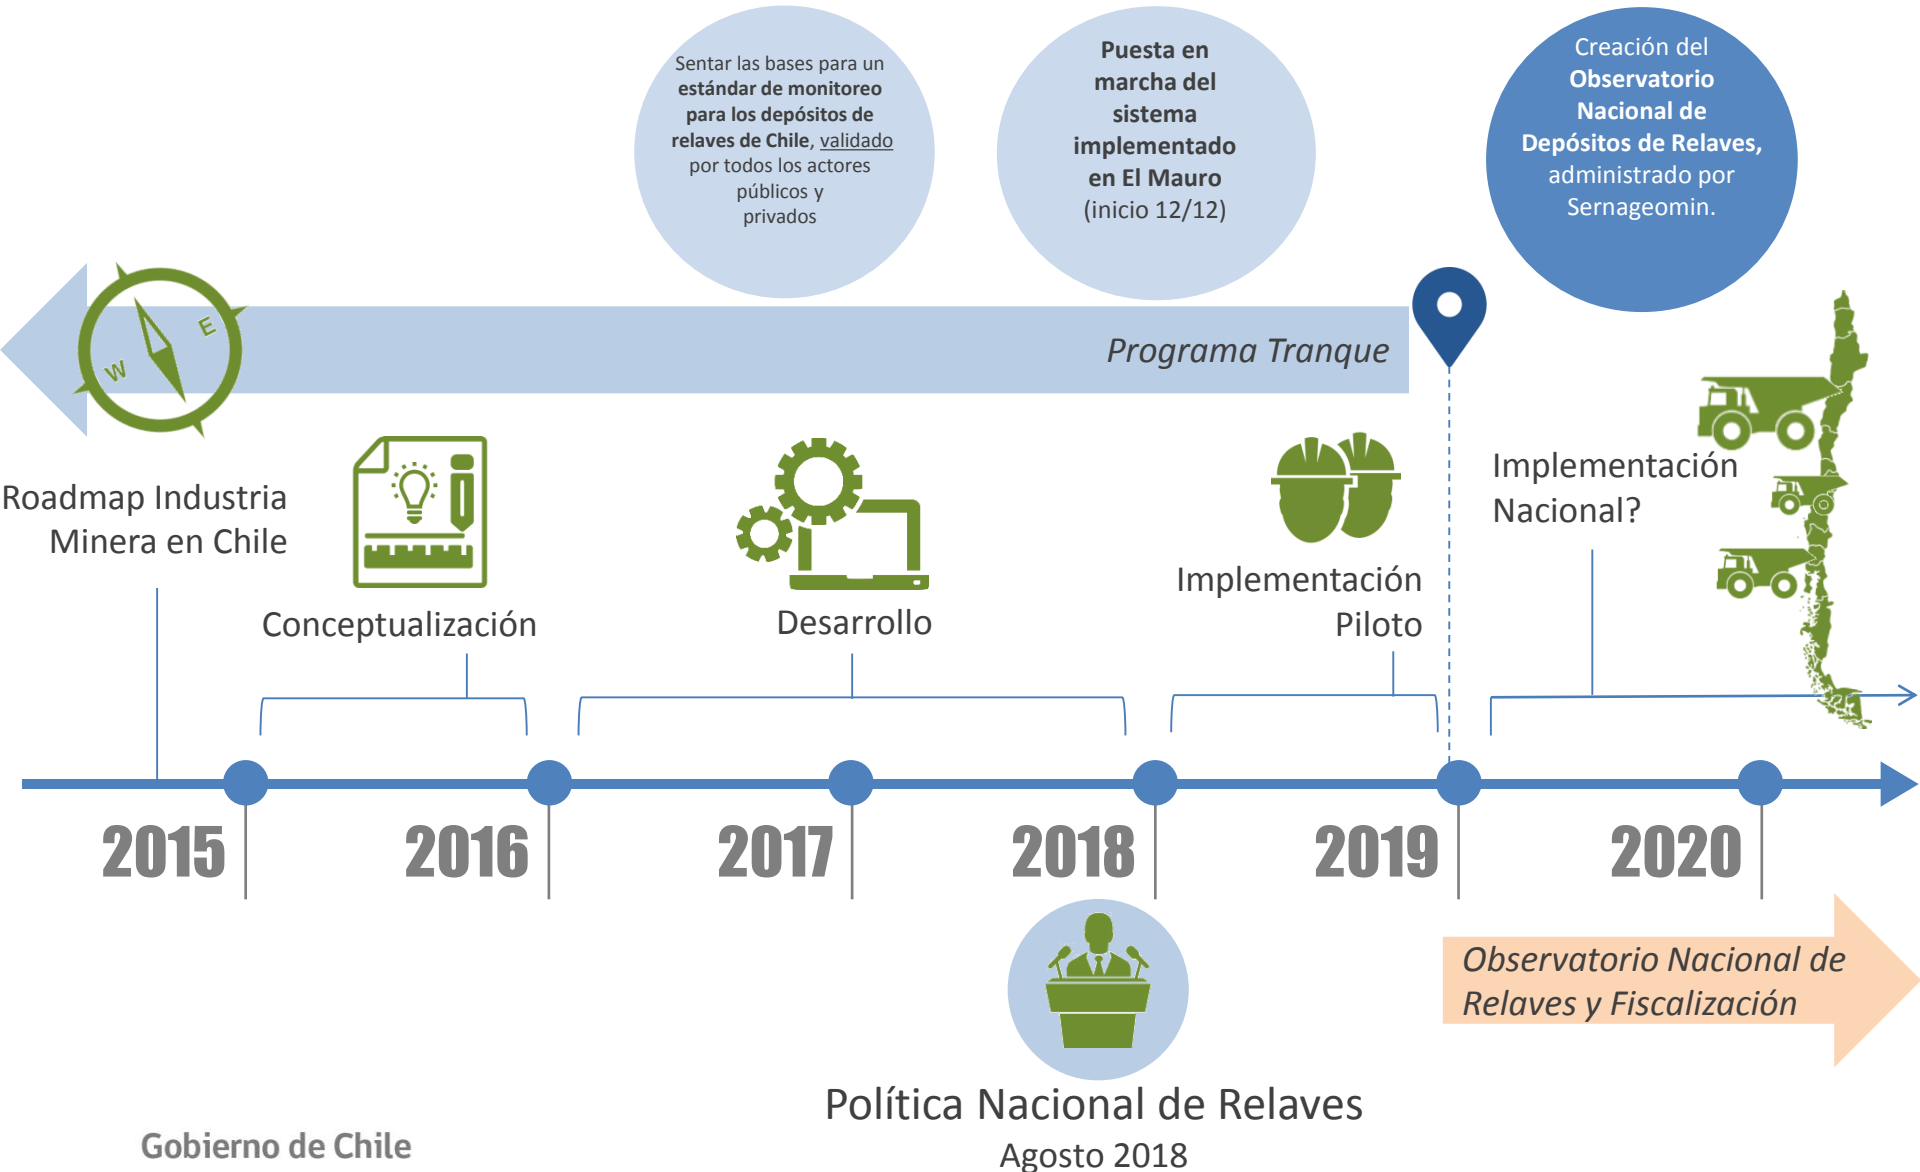 Sentar las bases para un
estándar de monitoreo
para los depósitos de
relaves de Chile, validado
por todos los actores
públicos y
privados
Puesta en
marcha del
sistema
implementado
en El Mauro
(inicio 12/12)
Creación del
Observatorio
Nacional de
Depósitos de Relaves,
administrado por
Sernageomin.
W
E
Programa Tranque
Roadmap Industria
Minera en Chile
Conceptualización
Desarrollo
Implementación
Piloto
Implementación
Nacional?
2015
2016
2017
2018
2019
2020
Observatorio Nacional de
Relaves y Fiscalización
Política Nacional de Relaves
Agosto 2018
Gobierno de Chile